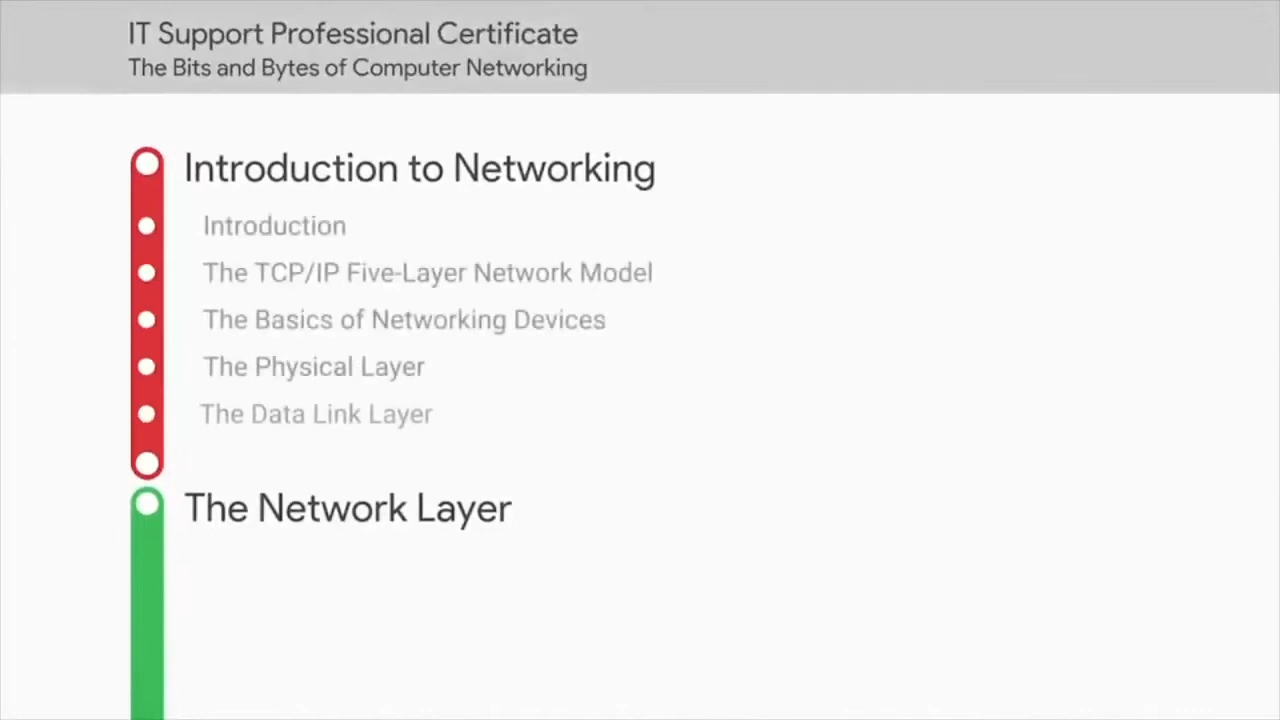 IT Support Professional Certificate
The Bits and Bytes of Computer Networking
Introduction to Networking
Introduction
The TCP/IP Five-Layer Network Model
The Basics of Networking Devices
The Physical Layer
The Data Link Layer
The Network Layer